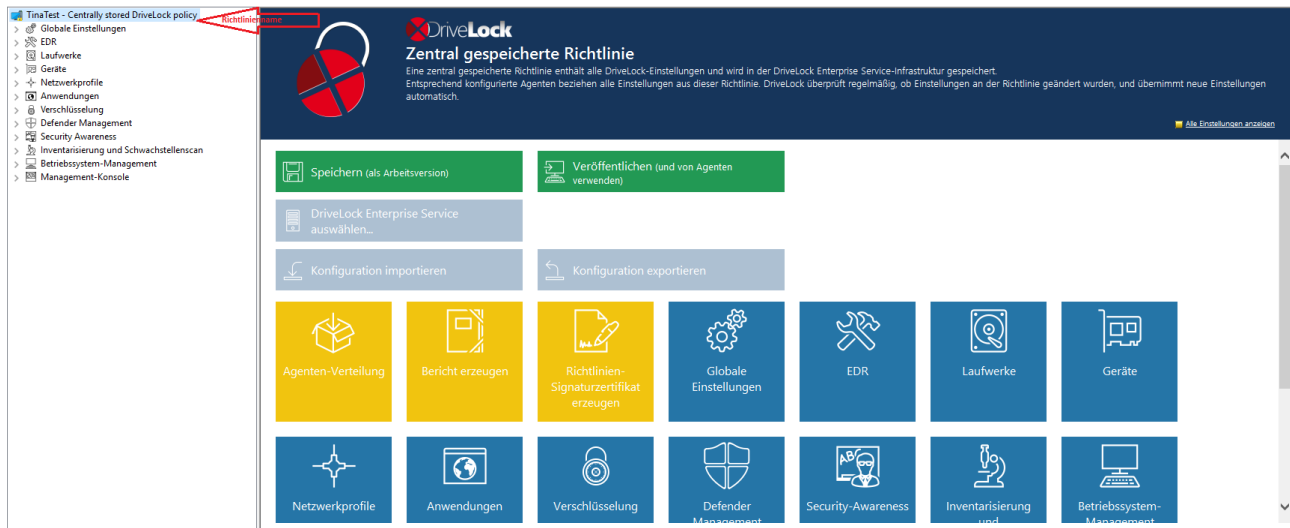 TinaTest - Centrally stored DriveLock policy
Richtlinienname
Globale Einstellungen
EDR
Laufwerke
Geräte
Netzwerkprofile
Anwendungen
Verschlüsselung
Defender Management
Security Awareness
Inventarisierung und Schwachstellenscan
Betriebssystem-Management
Management-Konsole
DriveLock
Zentral gespeicherte Richtlinie
Eine zentral gespeicherte Richtlinie enthält alle DriveLock-Einstellungen und wird in der DriveLock Enterprise Service-Infrastruktur gespeichert.
Entsprechend konfigurierte Agenten beziehen alle Einstellungen aus dieser Richtlinie. DriveLock überprüft regelmäßig, ob Einstellungen an der Richtlinie geändert wurden, und übernimmt neue Einstellungen
automatisch.
Alle Einstellungen anzeigen
Speichern (als Arbeitsversion)
Veröffentlichen (und von Agenten
verwenden)
DriveLock Enterprise Service
auswählen...
Konfiguration importieren
Konfiguration exportieren
Agenten-Verteilung
Bericht erzeugen
Richtlinien-
Signaturzertifikat
erzeugen
Globale
Einstellungen
EDR
Laufwerke
Geräte
Netzwerkprofile
Anwendungen
Verschlüsselung
Defender
Management
ABC
Security-Awareness
Inventarisierung
und
Betriebssystem-
Management